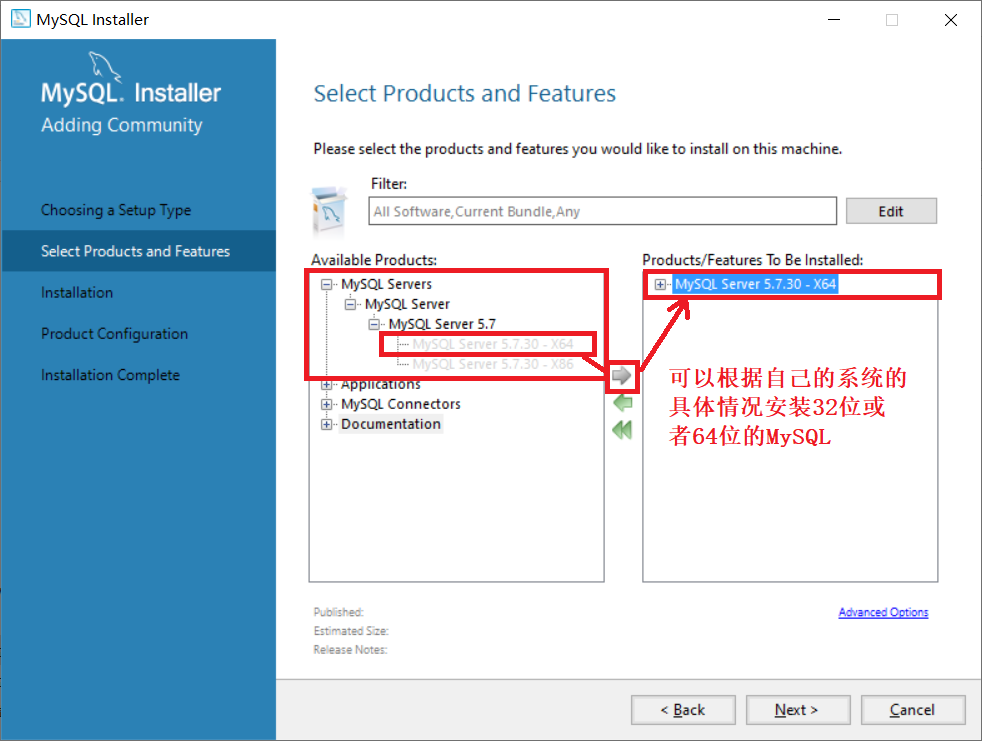 MySQL Installer
MySQL. Installer
Adding Community
Choosing a Setup Type
Select Products and Features
Installation
Product Configuration
Installation Complete
Select Products and Features
Please select the products and features you would like to install on this machine.
Filter:
All Software,Current Bundle,Any
Edit
Available Products:
MySQL Servers
MySQL Server
MySQL Server 5.7
MySQL Server 5.7.30 - X64
MySQL Server 5.7.30 - X86
Applications
MySQL Connectors
Documentation
Products/Features To Be Installed:
MySQL Server 5.7.30 - X64
可以根据自己的系统的
具体情况安装32位或
者64位的MySQL
Published:
Estimated Size:
Release Notes:
Advanced Options
< Back
Next >
Cancel